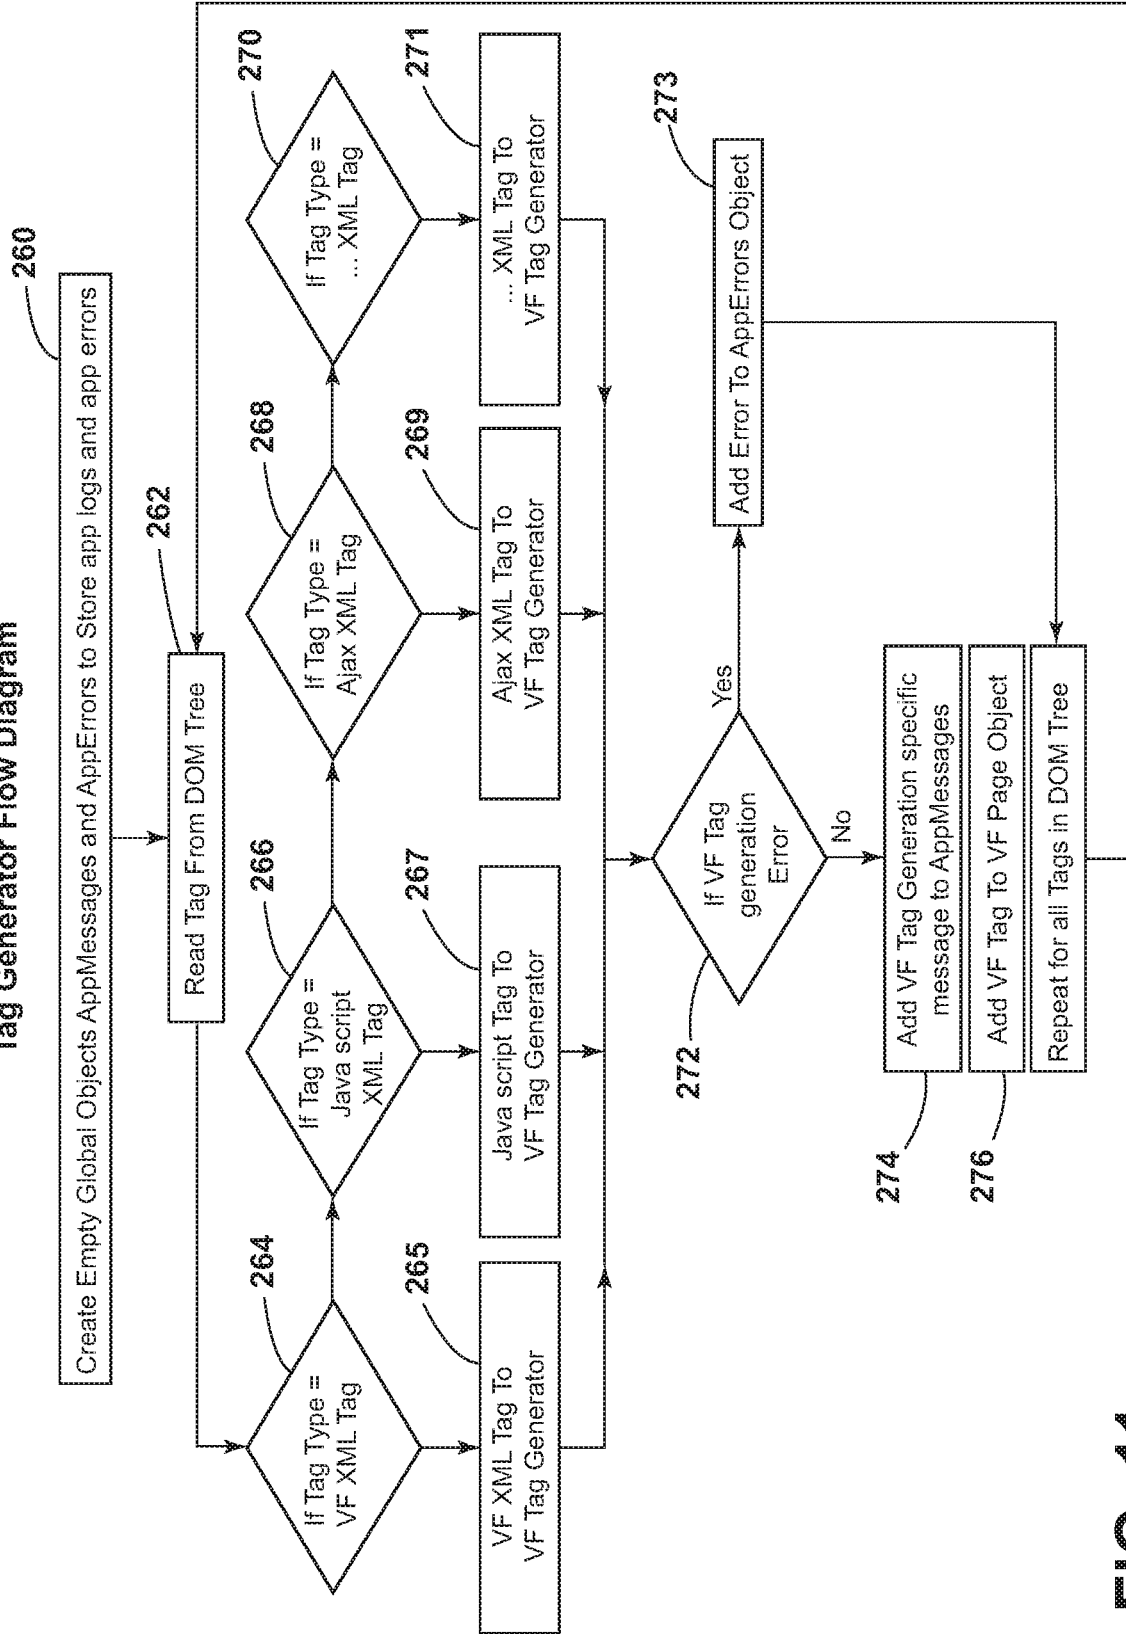 Tag Generator Flow Diagram
260
Create Empty Global Objects AppMessages and AppErrors to Store app logs and app errors
262
Read Tag From DOM Tree
264
If Tag Type =
VF XML Tag
266
If Tag Type =
Java script
XML Tag
268
If Tag Type =
Ajax XML Tag
270
If Tag Type =
... XML Tag
265
VF XML Tag To
VF Tag Generator
267
Java script Tag To
VF Tag Generator
269
Ajax XML Tag To
VF Tag Generator
271
... XML Tag To
VF Tag Generator
272
If VF Tag
generation
Error
Yes
No
273
Add Error To AppErrors Object
274
Add VF Tag Generation specific
message to AppMessages
276
Add VF Tag To VF Page Object
Repeat for all Tags in DOM Tree